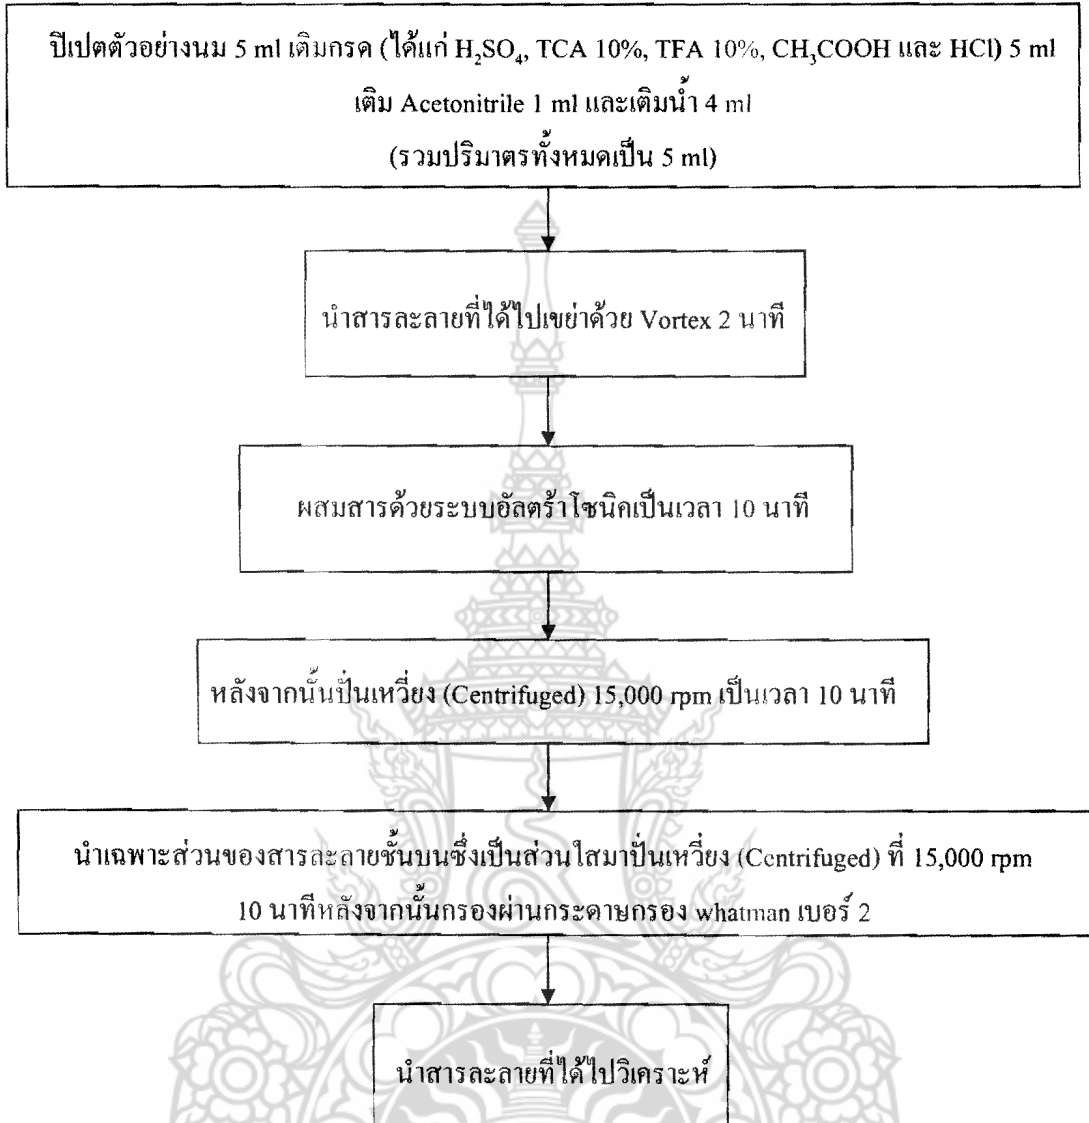 ปีเปตตัวอย่างนม 5 ml เติมกรด (ได้แก่ H₂SO₄, TCA 10%, TFA 10%, CH₃COOH และ HCl) 5 ml
เติม Acetonitrile 1 ml และเติมน้ำ 4 ml
(รวมปริมาตรทั้งหมดเป็น 5 ml)
นำสารละลายที่ได้ไปเขย่าด้วย Vortex 2 นาที
ผสมสารด้วยระบบอัลตร้าโซนิคเป็นเวลา 10 นาที
หลังจากนั้นปั่นเหวี่ยง (Centrifuged) 15,000 rpm เป็นเวลา 10 นาที
นำเฉพาะส่วนของสารละลายชั้นบนซึ่งเป็นส่วนใสมาปั่นเหวี่ยง (Centrifuged) ที่ 15,000 rpm
10 นาทีหลังจากนั้นกรองผ่านกระดาษกรอง whatman เบอร์ 2
นำสารละลายที่ได้ไปวิเคราะห์